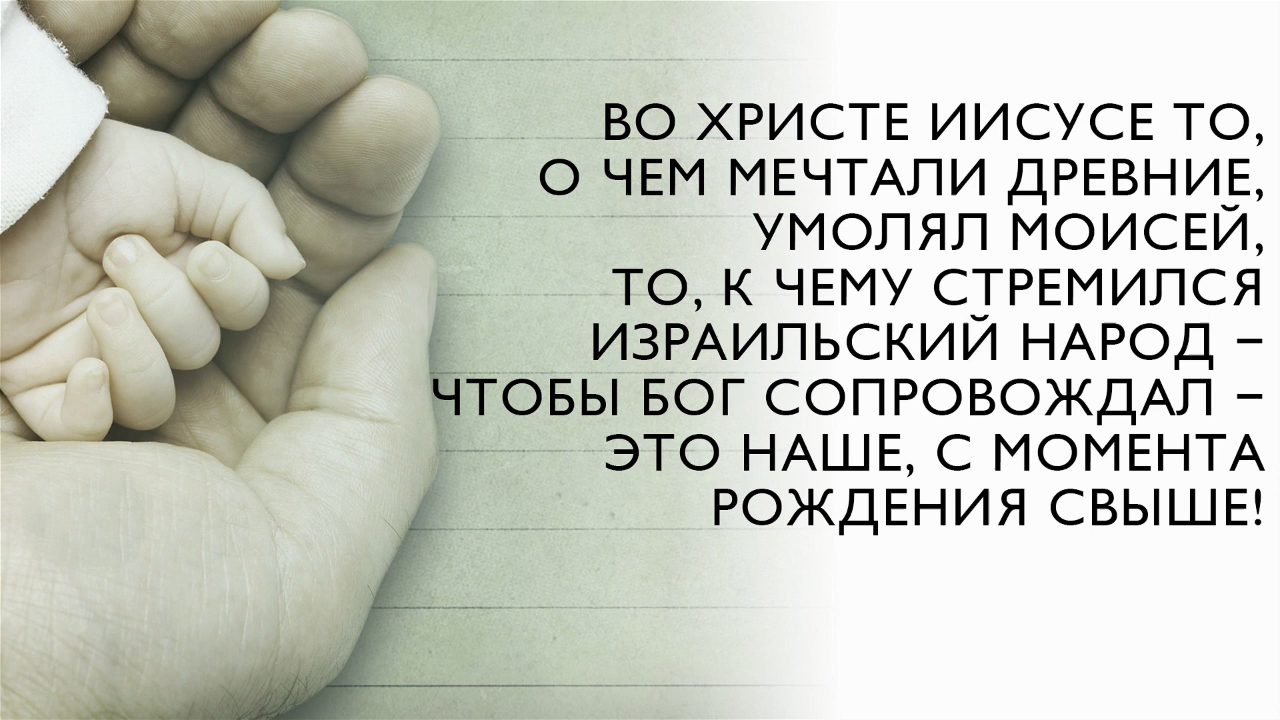 ВО ХРИСТЕ ИИСУСЕ ТО,
О ЧЕМ МЕЧТАЛИ ДРЕВНИЕ,
УМОЛЯЛ МОИСЕЙ,
ТО, К ЧЕМУ СТРЕМИЛСЯ
ИЗРАИЛЬСКИЙ НАРОД –
ЧТОБЫ БОГ СОПРОВОЖДАЛ –
ЭТО НАШЕ, С МОМЕНТА
РОЖДЕНИЯ СВЫШЕ!